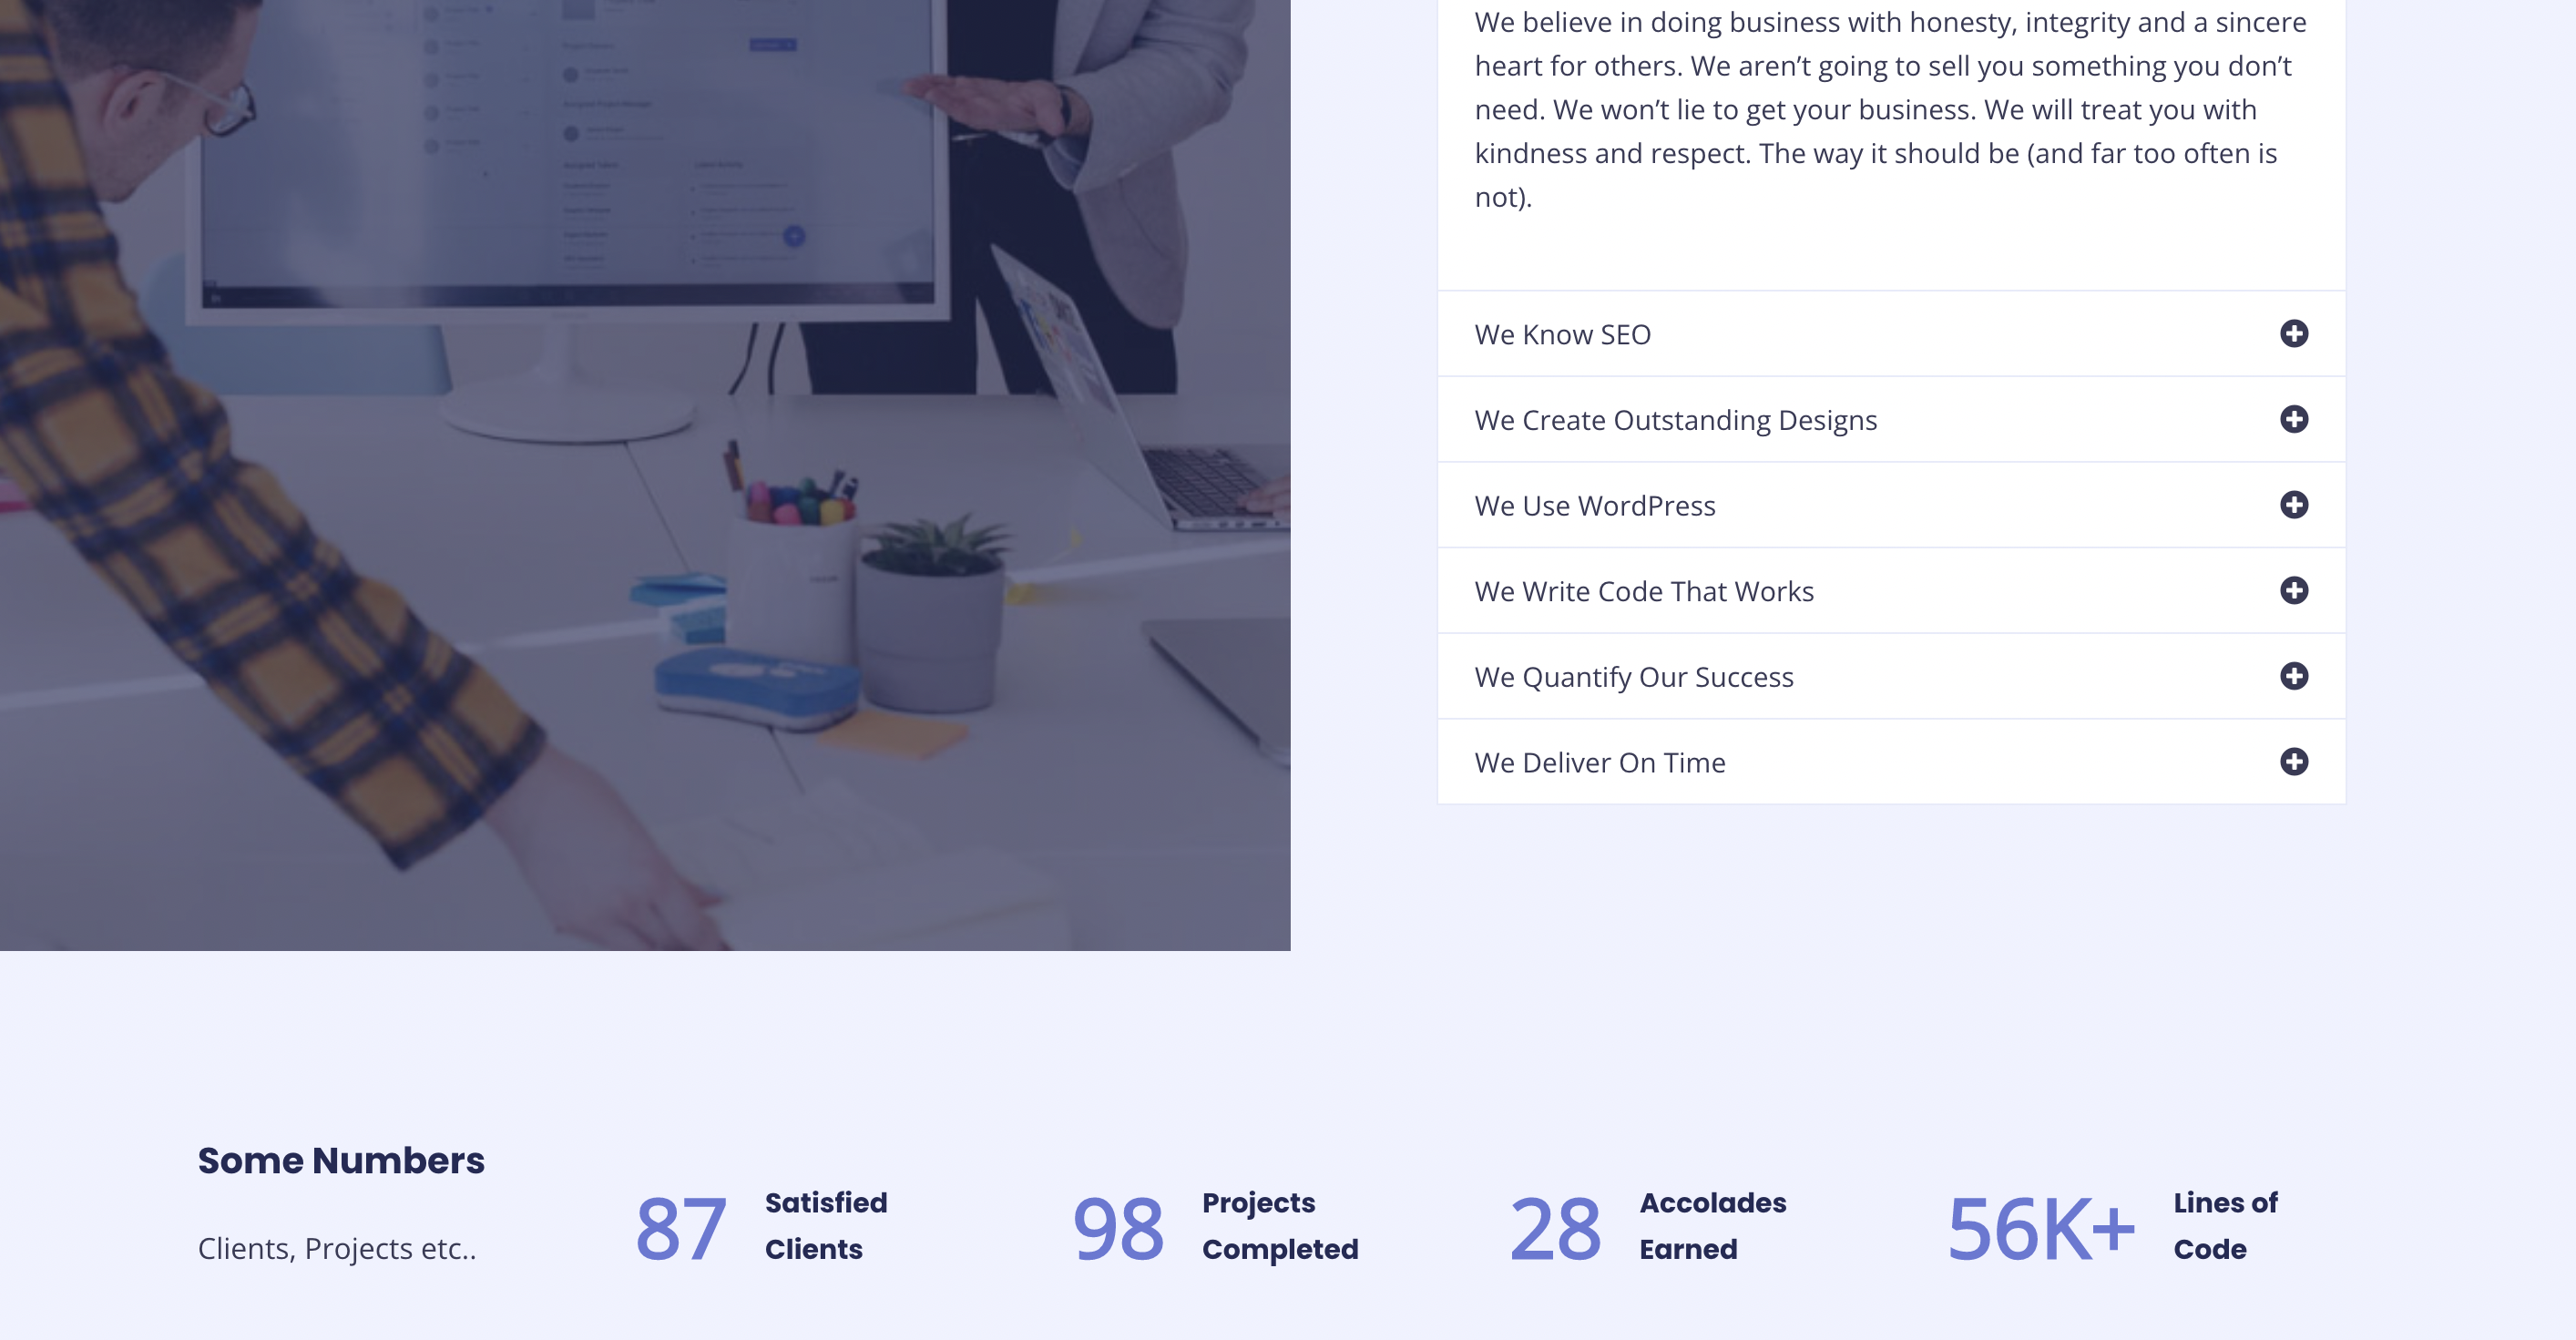 We believe in doing business with honesty, integrity and a sincere
heart for others. We aren’t going to sell you something you don’t
need. We won’t lie to get your business. We will treat you with
kindness and respect. The way it should be (and far too often is
not).
We Know SEO
We Create Outstanding Designs
We Use WordPress
We Write Code That Works
We Quantify Our Success
We Deliver On Time
Some Numbers
Clients, Projects etc..
87 Satisfied
Clients
98 Projects
Completed
28 Accolades
Earned
56K+ Lines of
Code